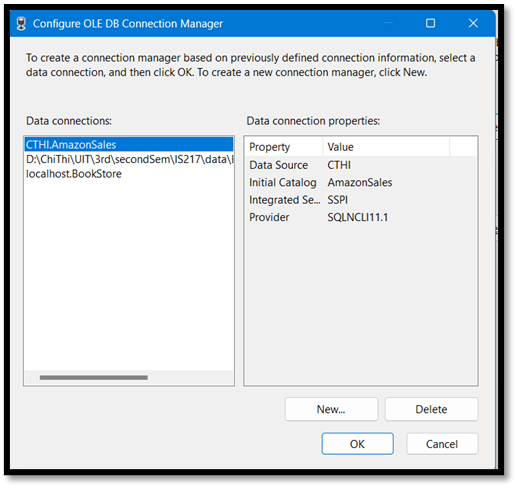 Configure OLE DB Connection Manager
To create a connection manager based on previously defined connection information, select a
data connection, and then click OK. To create a new connection manager, click New.
Data connections:
CTHI.AmazonSales
D:\ChiThi\UIT\3rd\secondSem\IS217\data\
localhost.BookStore
Data connection properties:
Property Value
Data Source CTHI
Initial Catalog AmazonSales
Integrated Se... SSPI
Provider SQLNCLI11.1
New... Delete
OK Cancel